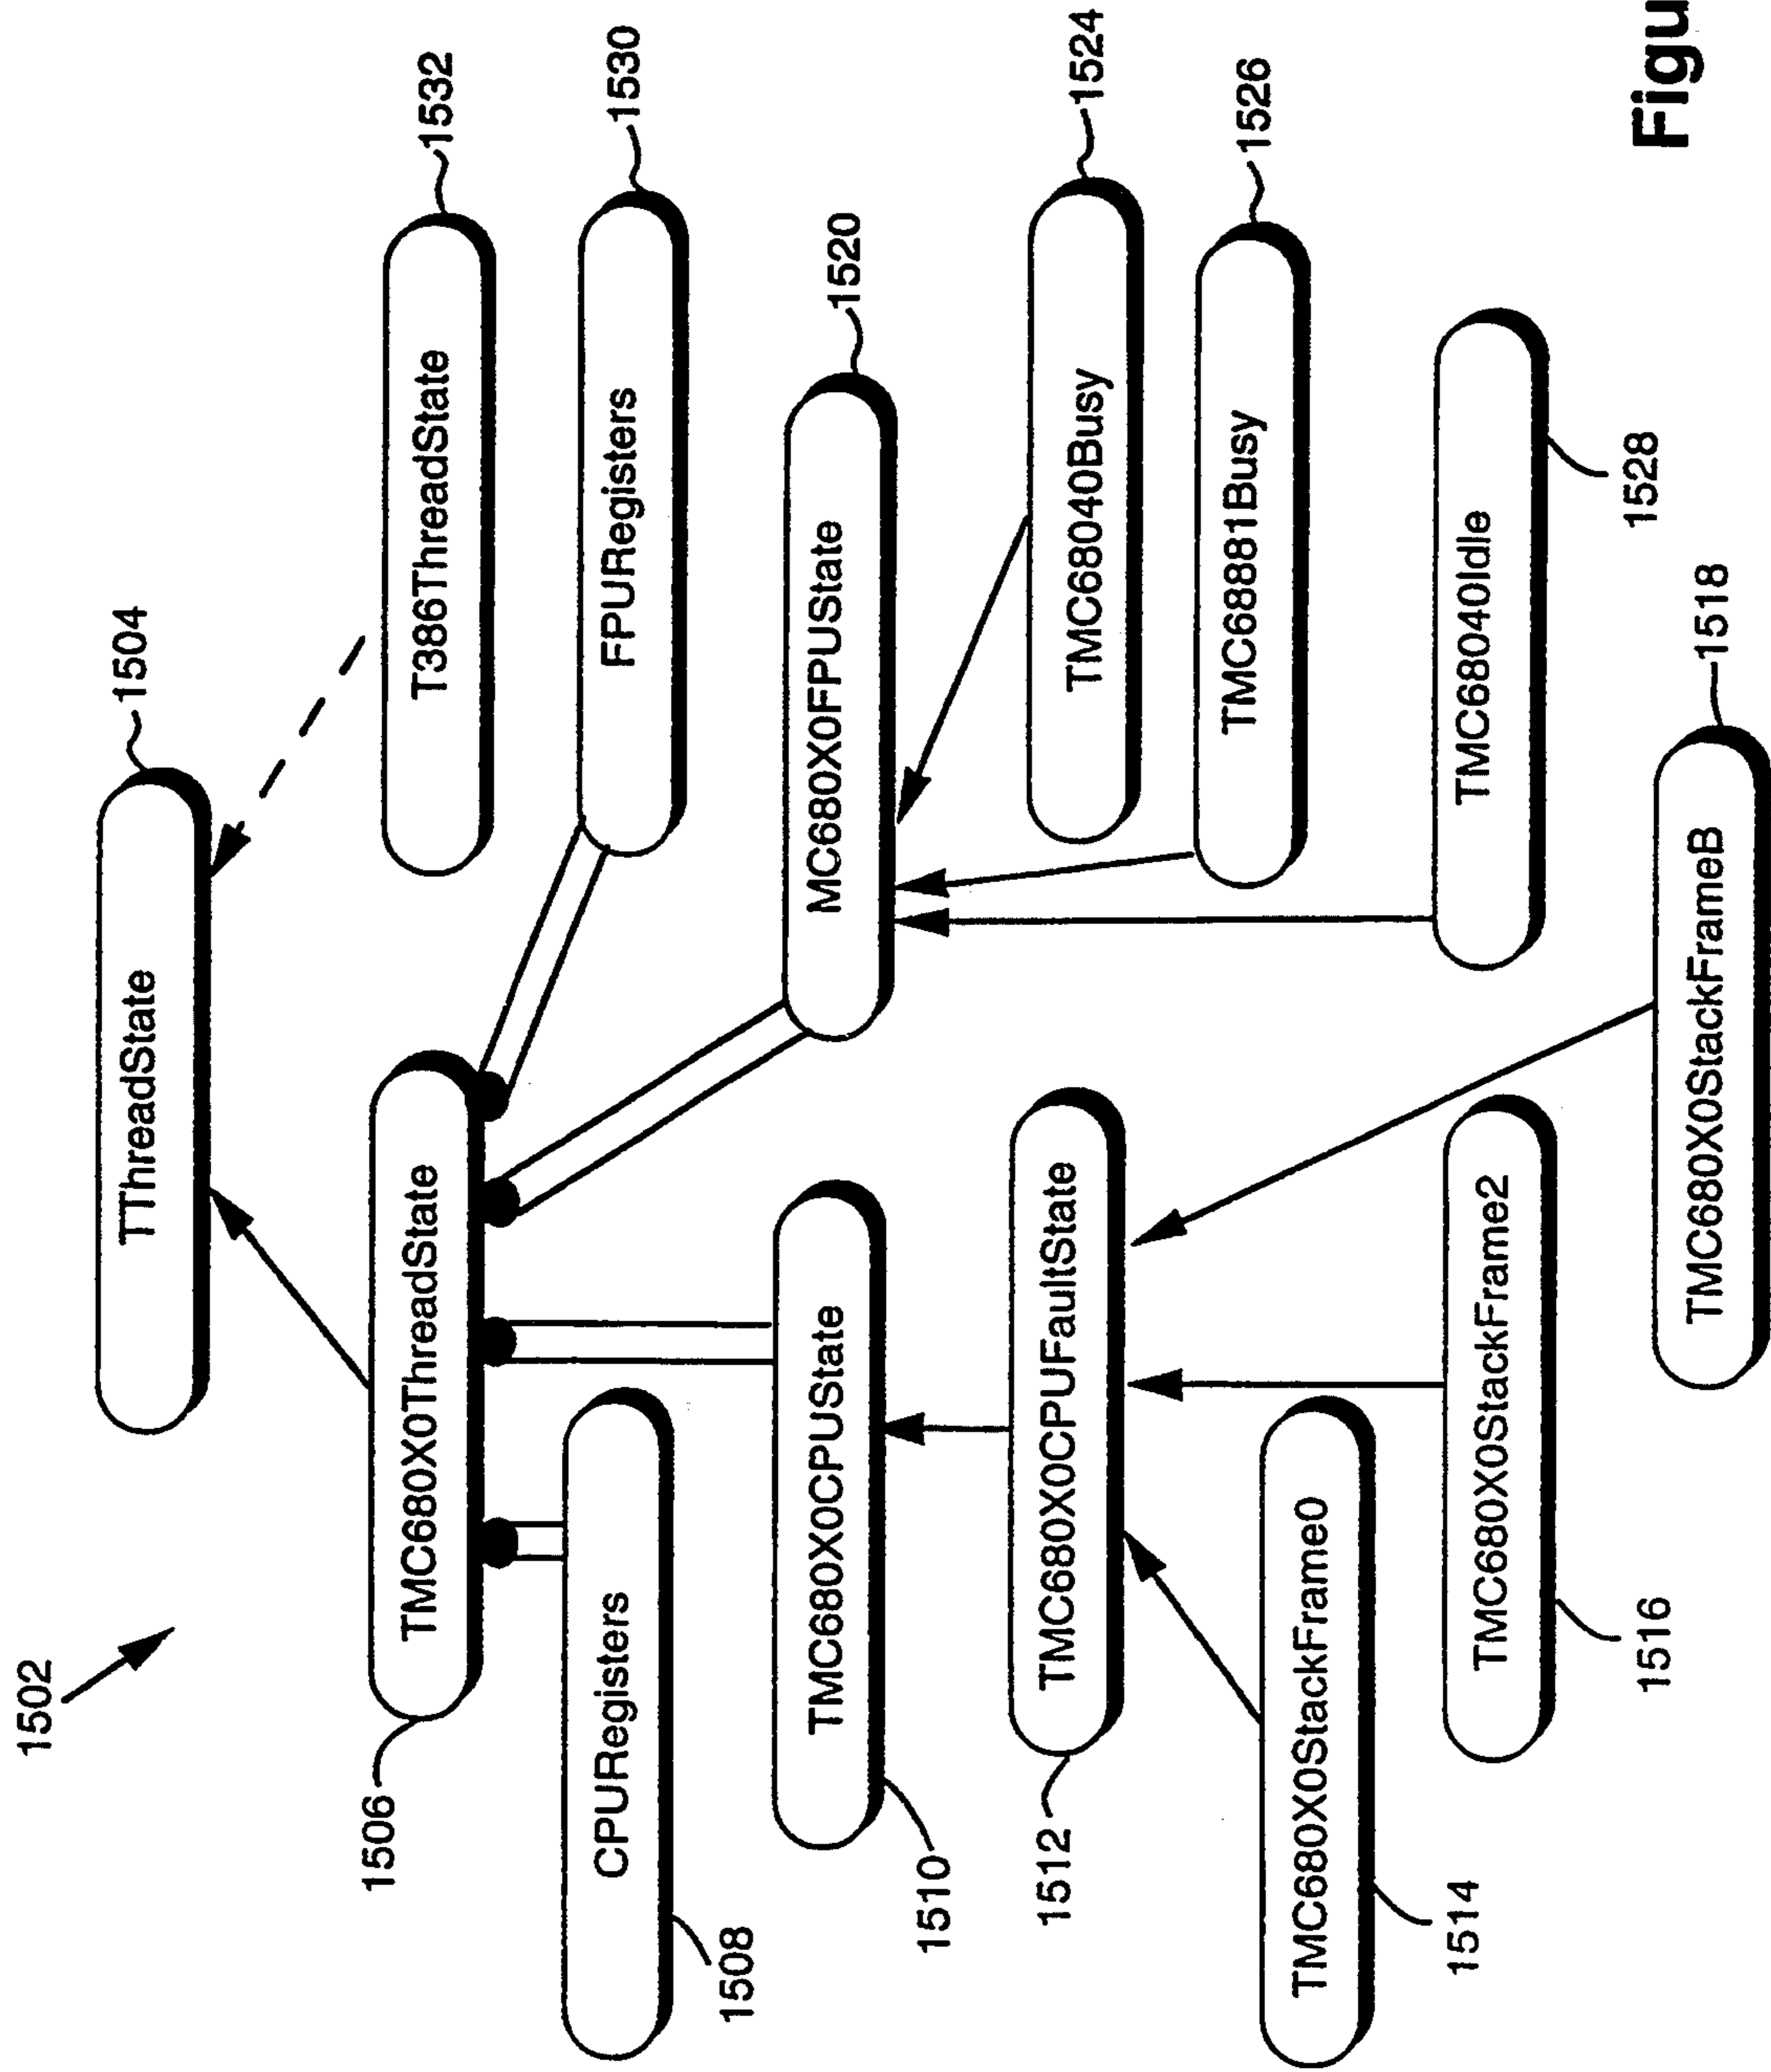 1502
TThreadState
1504
1506
TMC680X0ThreadState
T386ThreadState
1532
CPURegisters
1508
FPURegisters
1530
TMC680X0CPUState
1510
MC680X0FPUState
1520
TMC680X0CPUFaultState
1512
TMC68040Busy
1524
TMC68881Busy
1526
TMC680X0StackFrame0
1514
TMC680X0StackFrame2
1516
TMC68040Idle
1528
TMC680X0StackFrameB
1518
Figu